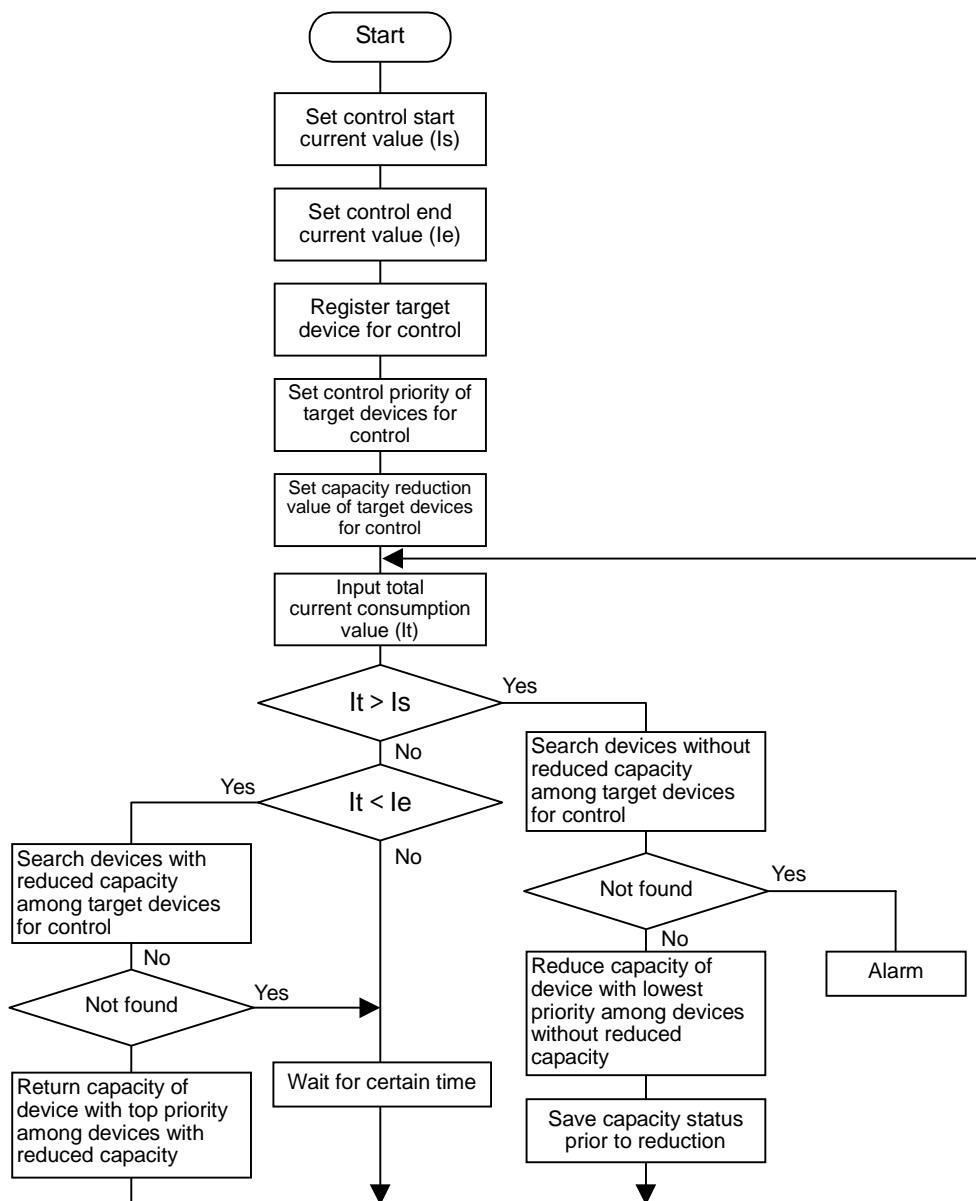 Start
Set control start
current value (Is)
Set control end
current value (Ie)
Register target
device for control
Set control priority of
target devices for
control
Set capacity reduction
value of target devices
for control
Input total
current consumption
value (It)
It > Is
Yes
No
It < Ie
Yes
No
Search devices without
reduced capacity
among target devices
for control
Not found
Yes
No
Alarm
Reduce capacity of
device with lowest
priority among devices
without reduced
capacity
Save capacity status
prior to reduction
Search devices with
reduced capacity
among target devices
for control
No
Not found
Yes
Return capacity of
device with top priority
among devices with
reduced capacity
Wait for certain time